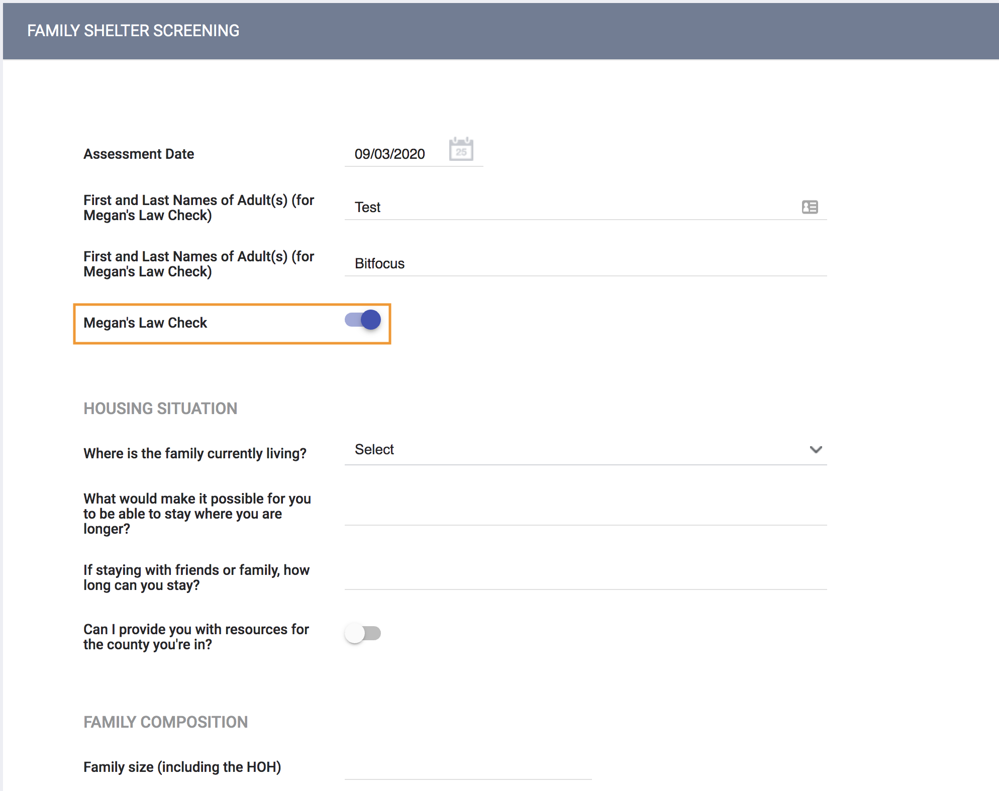 FAMILY SHELTER SCREENING
Assessment Date
09/03/2020
25
First and Last Names of Adult(s) (for
Megan's Law Check)
Test
First and Last Names of Adult(s) (for
Megan's Law Check)
Bitfocus
Megan's Law Check
HOUSING SITUATION
Where is the family currently living?
Select
What would make it possible for you
to be able to stay where you are
longer?
If staying with friends or family, how
long can you stay?
Can I provide you with resources for
the county you're in?
FAMILY COMPOSITION
Family size (including the HOH)